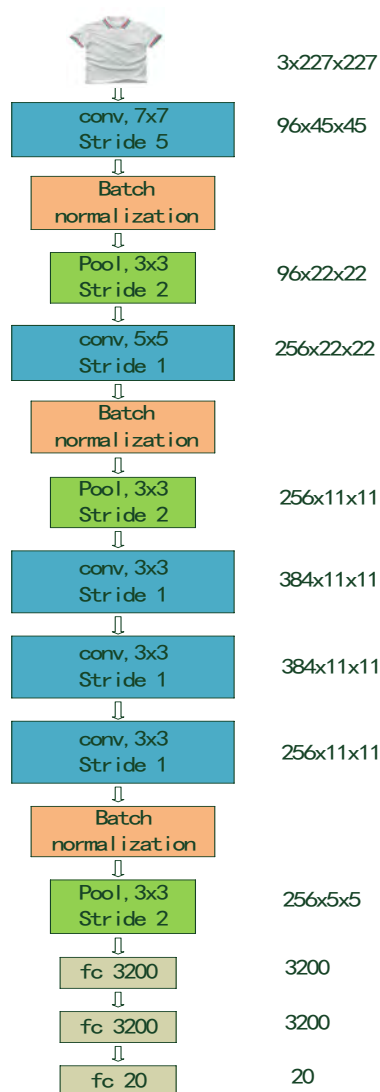 3x227x227
conv, 7x7
Stride 5
96x45x45
Batch
normalization
Pool, 3x3
Stride 2
96x22x22
conv, 5x5
Stride 1
256x22x22
Batch
normalization
Pool, 3x3
Stride 2
256x11x11
conv, 3x3
Stride 1
384x11x11
conv, 3x3
Stride 1
384x11x11
conv, 3x3
Stride 1
256x11x11
Batch
normalization
Pool, 3x3
Stride 2
256x5x5
fc 3200
3200
fc 3200
3200
fc 20
20